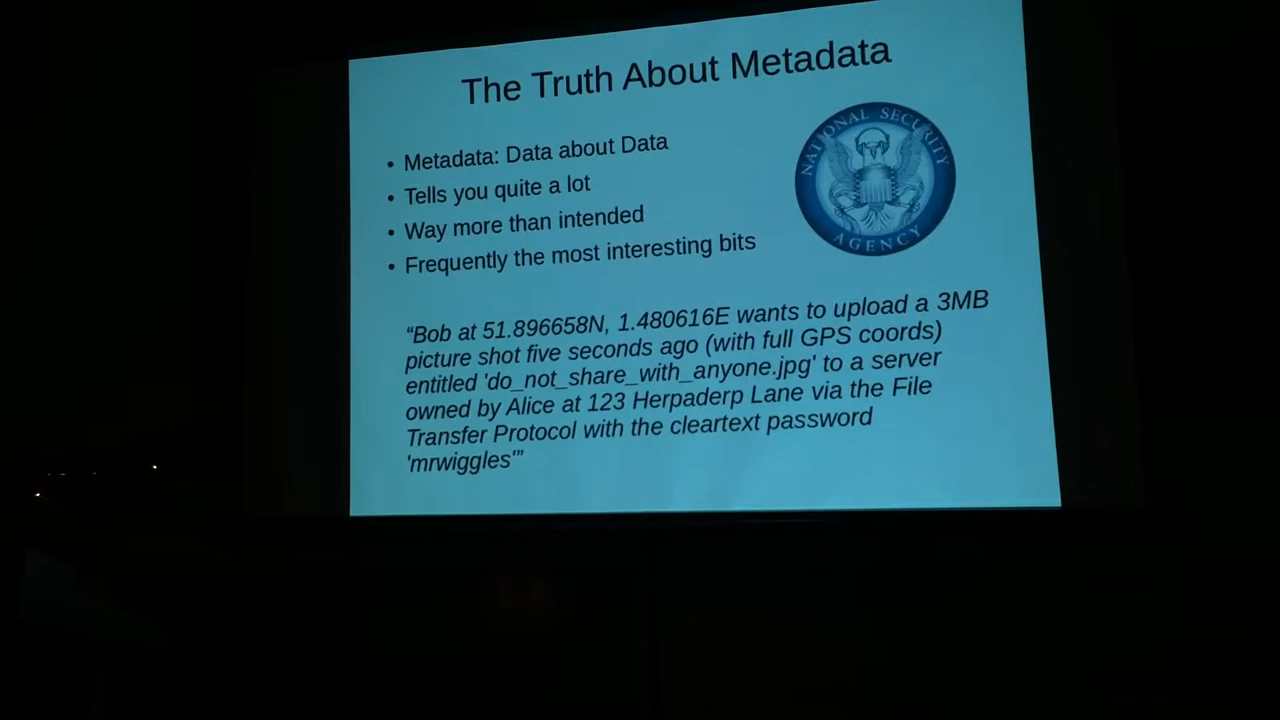 The Truth About Metadata
• Metadata: Data about Data
• Tells you quite a lot
• Way more than intended
• Frequently the most interesting bits
NATIONAL SECURITY
AGENCY
“Bob at 51.896658N, 1.480616E wants to upload a 3MB
picture shot five seconds ago (with full GPS coords)
entitled 'do_not_share_with_anyone.jpg' to a server
owned by Alice at 123 Herpaderp Lane via the File
Transfer Protocol with the cleartext password
'mrwiggles'”